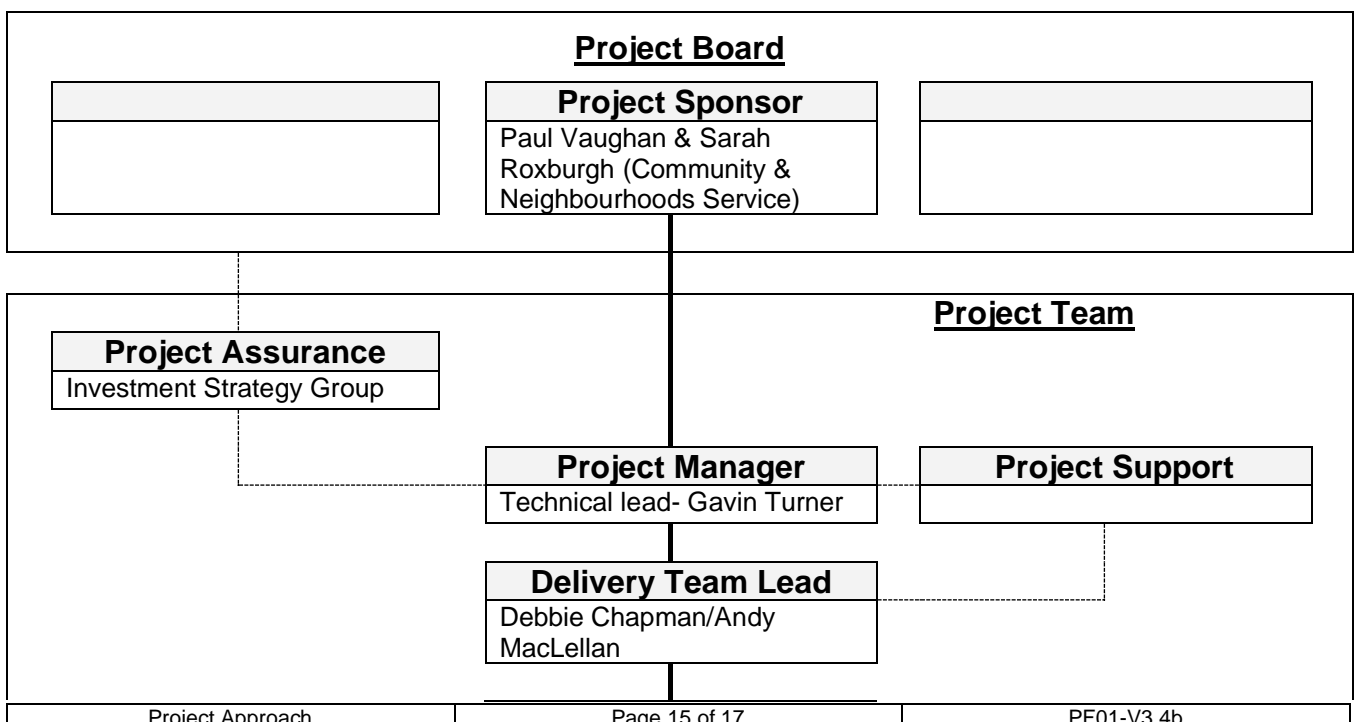 Project Board
Project Sponsor
Paul Vaughan & Sarah
Roxburgh (Community &
Neighbourhoods Service)
Project Team
Project Assurance
Investment Strategy Group
Project Manager
Technical lead- Gavin Turner
Project Support
Delivery Team Lead
Debbie Chapman/Andy
MacLellan
Project Approach
Page 15 of 17
PF01-V3.4b